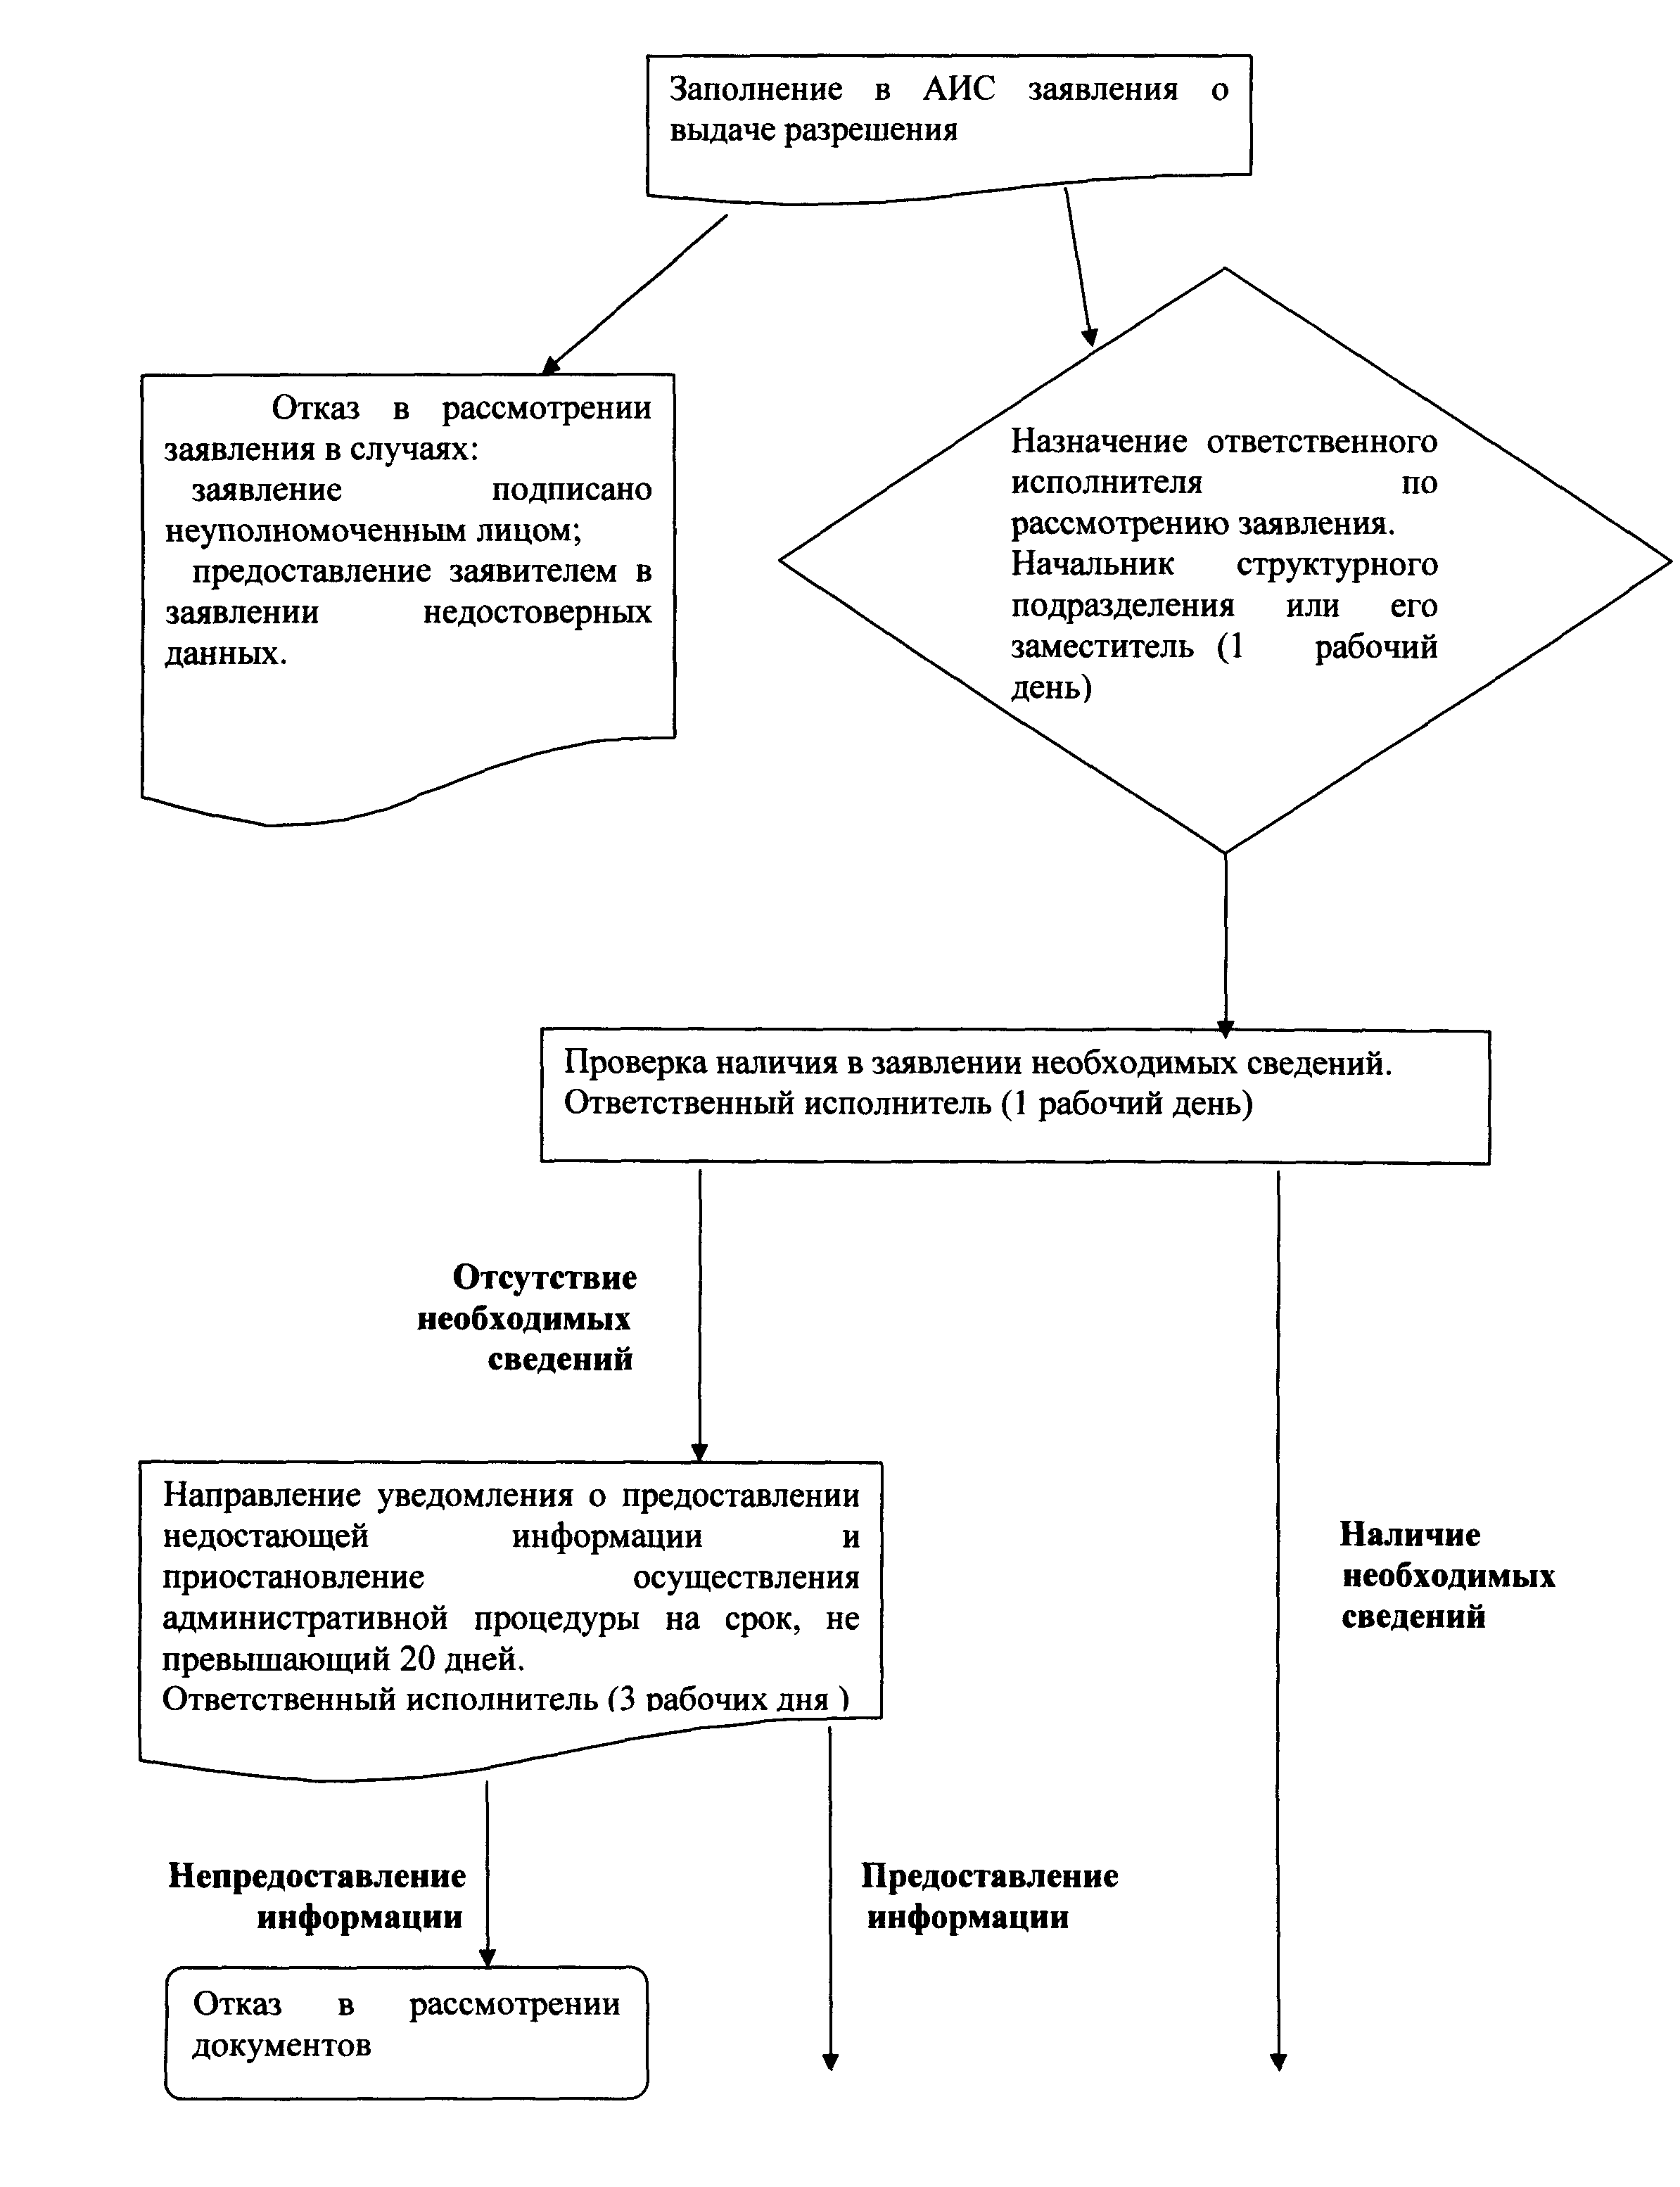 Заполнение в АИС заявления о
выдаче разрешения
Отказ в рассмотрении
заявления в случаях:
заявление подписано
неуполномоченным лицом;
предоставление заявителем в
заявлении недостоверных
данных.
Назначение ответственного
исполнителя по
рассмотрению заявления.
Начальник структурного
подразделения или его
заместитель (1 рабочий
день)
Проверка наличия в заявлении необходимых сведений.
Ответственный исполнитель (1 рабочий день)
Отсутствие
необходимых
сведений
Направление уведомления о предоставлении
недостающей информации и
приостановление осуществления
административной процедуры на срок, не
превышающий 20 дней.
Ответственный исполнитель (3 рабочих дня )
Наличие
необходимых
сведений
Непредоставление
информации
Предоставление
информации
Отказ в рассмотрении
документов